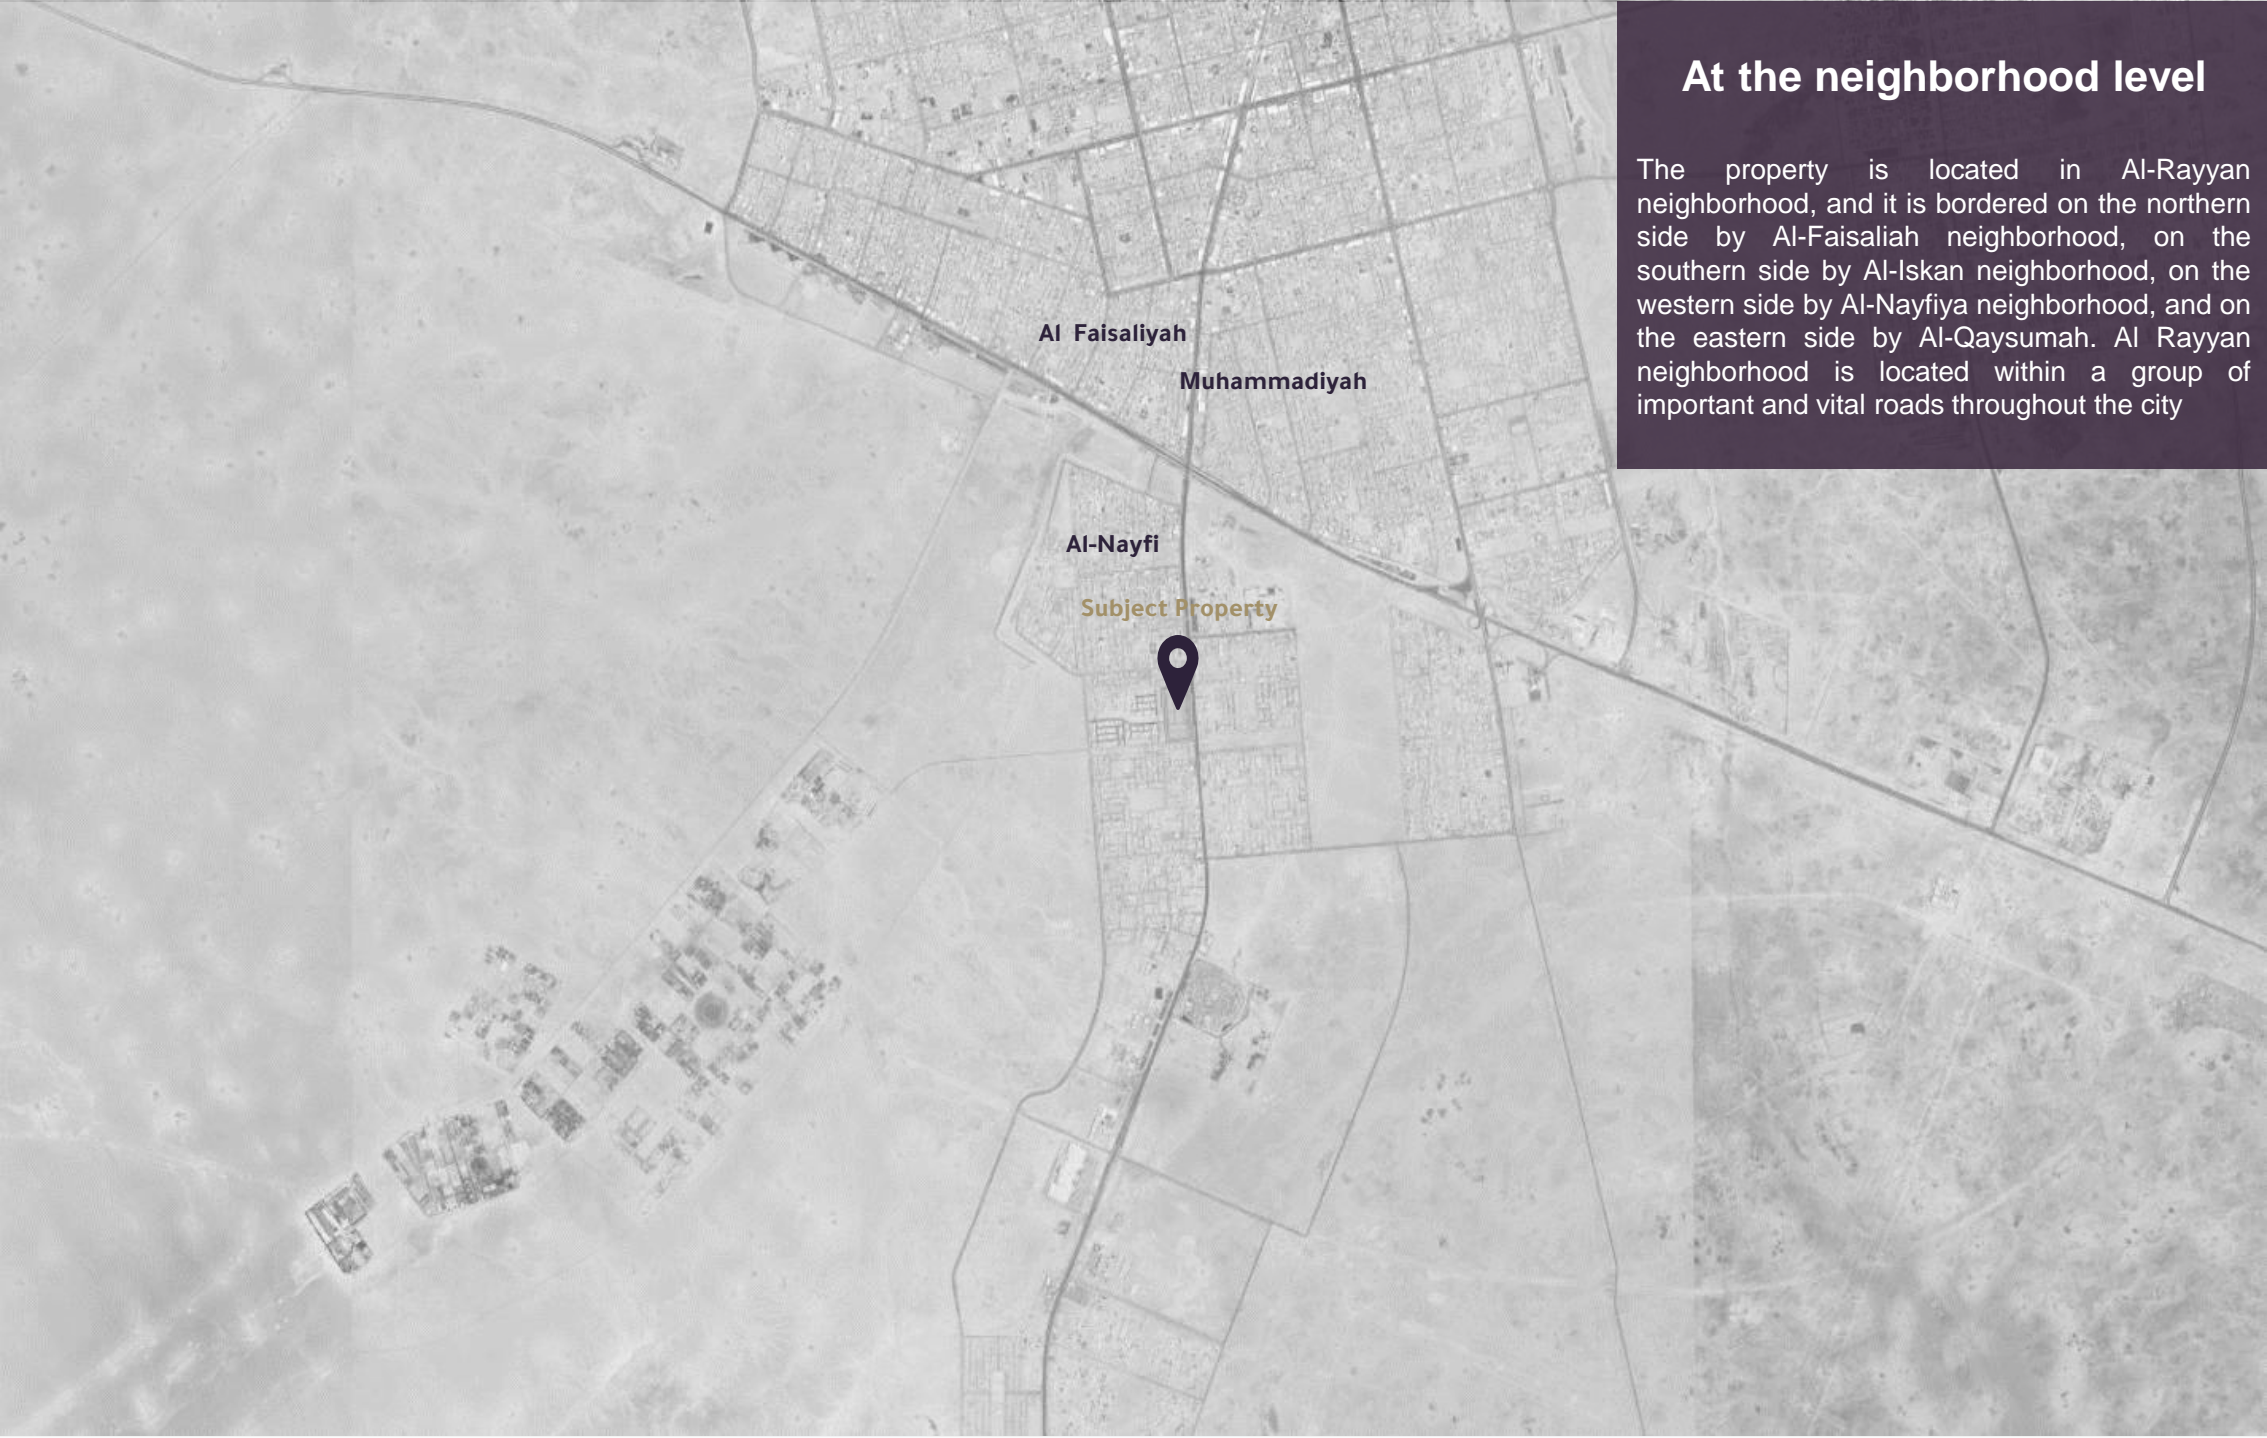 At the neighborhood level
The property is located in Al-Rayyan
neighborhood, and it is bordered on the northern
side by Al-Faisaliah neighborhood, on the
southern side by Al-Iskan neighborhood, on the
western side by Al-Nayfiya neighborhood, and on
the eastern side by Al-Qaysumah. Al Rayyan
neighborhood is located within a group of
important and vital roads throughout the city
Al Faisaliyah
Muhammadiyah
Al-Nayfi
Subject Property